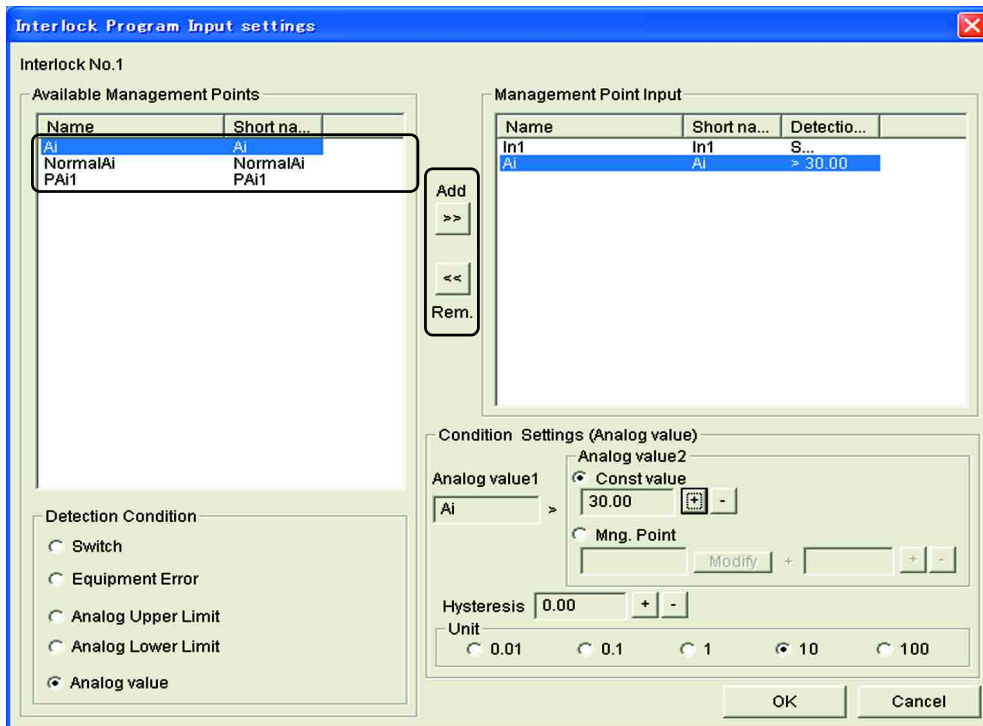 Interlock Program Input settings
Interlock No.1
Available Management Points
Name Short na...
Ai Ai
NormalAi NormalAi
PAi1 PAi1
Add
>>
<<
Rem.
Management Point Input
Name Short na... Detectio...
In1 In1 S...
Ai Ai > 30.00
Detection Condition
Switch
Equipment Error
Analog Upper Limit
Analog Lower Limit
Analog value
Condition Settings (Analog value)
Analog value1
Ai >
Analog value2
Const value
30.00 + -
Mng. Point
Modify + + -
Hysteresis 0.00 + -
Unit
0.01 0.1 1 10 100
OK Cancel